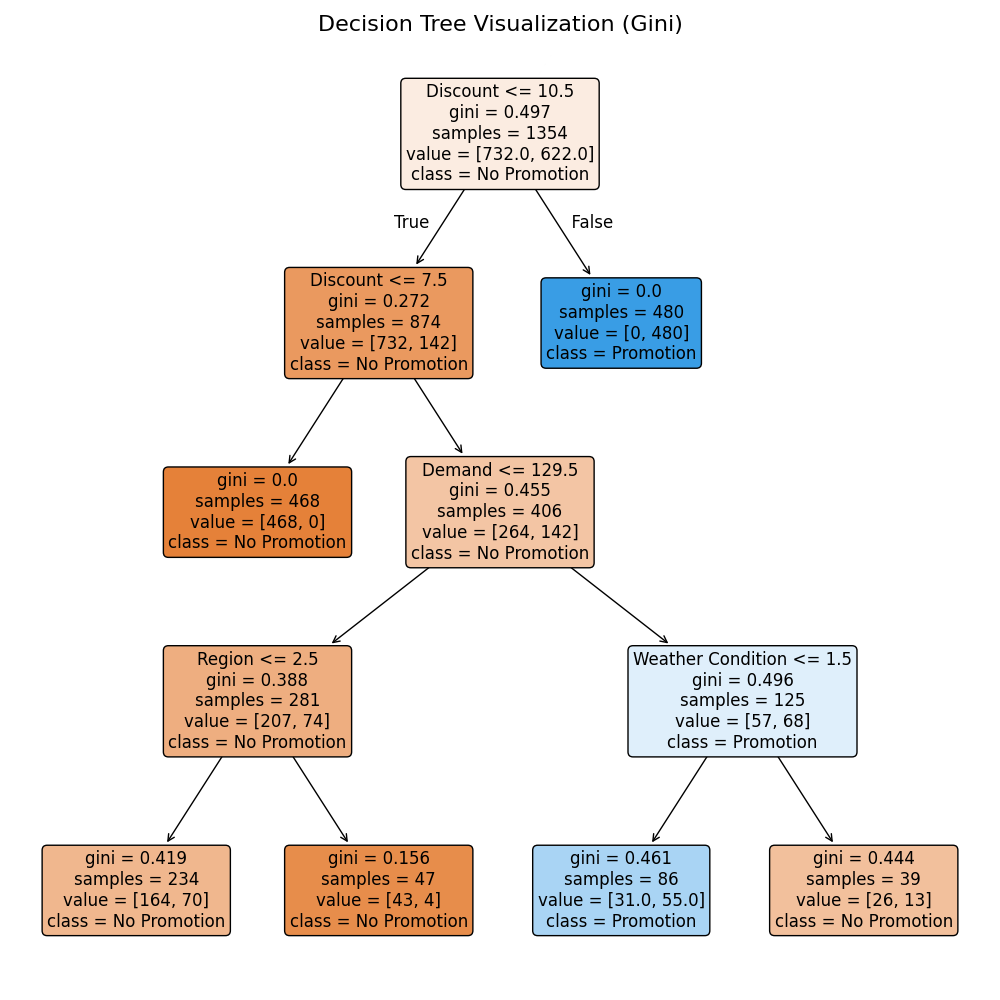 Decision Tree Visualization (Gini)
Discount <= 10.5
gini = 0.497
samples = 1354
value = [732.0, 622.0]
class = No Promotion
True
False
Discount <= 7.5
gini = 0.272
samples = 874
value = [732, 142]
class = No Promotion
gini = 0.0
samples = 480
value = [0, 480]
class = Promotion
gini = 0.0
samples = 468
value = [468, 0]
class = No Promotion
Demand <= 129.5
gini = 0.455
samples = 406
value = [264, 142]
class = No Promotion
Region <= 2.5
gini = 0.388
samples = 281
value = [207, 74]
class = No Promotion
Weather Condition <= 1.5
gini = 0.496
samples = 125
value = [57, 68]
class = Promotion
gini = 0.419
samples = 234
value = [164, 70]
class = No Promotion
gini = 0.156
samples = 47
value = [43, 4]
class = No Promotion
gini = 0.461
samples = 86
value = [31.0, 55.0]
class = Promotion
gini = 0.444
samples = 39
value = [26, 13]
class = No Promotion